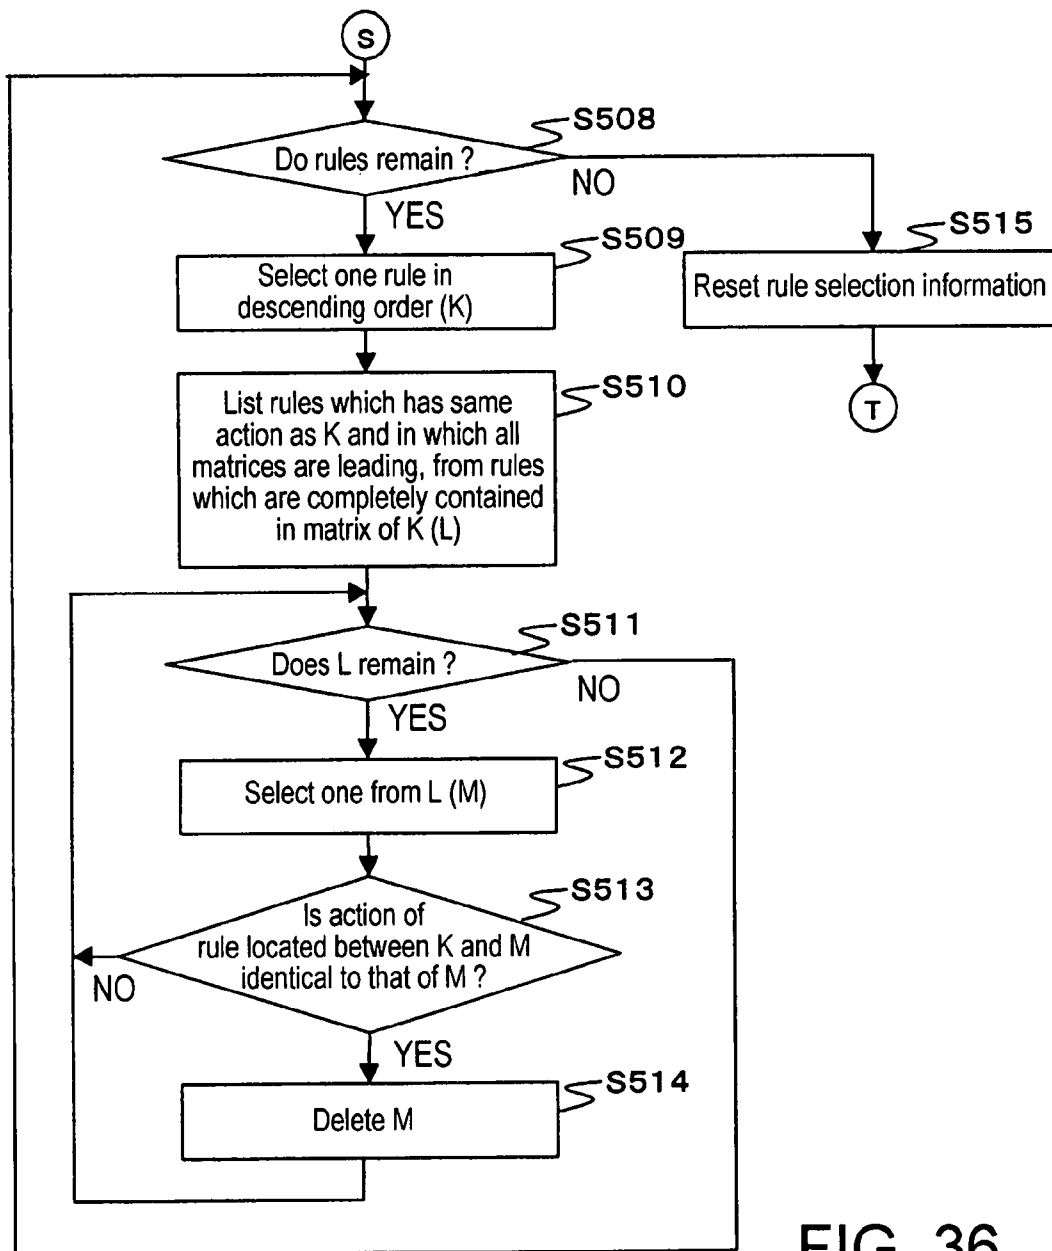 S
S508
Do rules remain ?
NO
YES
S509
S515
Select one rule in
descending order (K)
Reset rule selection information
S510
T
List rules which has same
action as K and in which all
matrices are leading, from rules
which are completely contained
in matrix of K (L)
S511
Does L remain ?
NO
YES
S512
Select one from L (M)
S513
Is action of
rule located between K and M
identical to that of M ?
NO
YES
S514
Delete M
FIG. 36